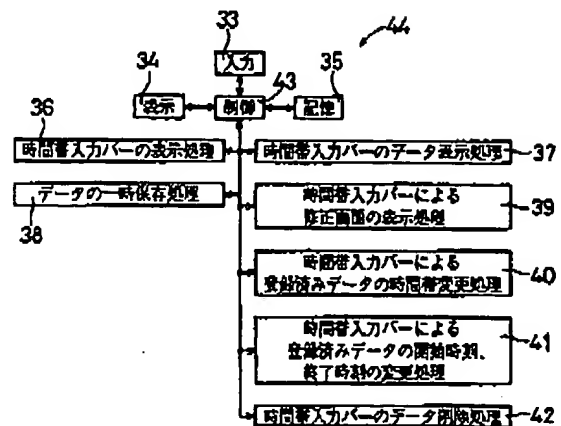 33
44
入力
34
43
35
表示
制御
記憶
36
時間帯入力バーの表示処理
時間帯入力バーのデータ表示処理
37
データの一時保存処理
38
時間帯入力バーによる
修正画面の表示処理
39
時間帯入力バーによる
登録済みデータの時間帯変更処理
40
時間帯入力バーによる
登録済みデータの開始時刻、
終了時刻の変更処理
41
時間帯入力バーのデータ削除処理
42